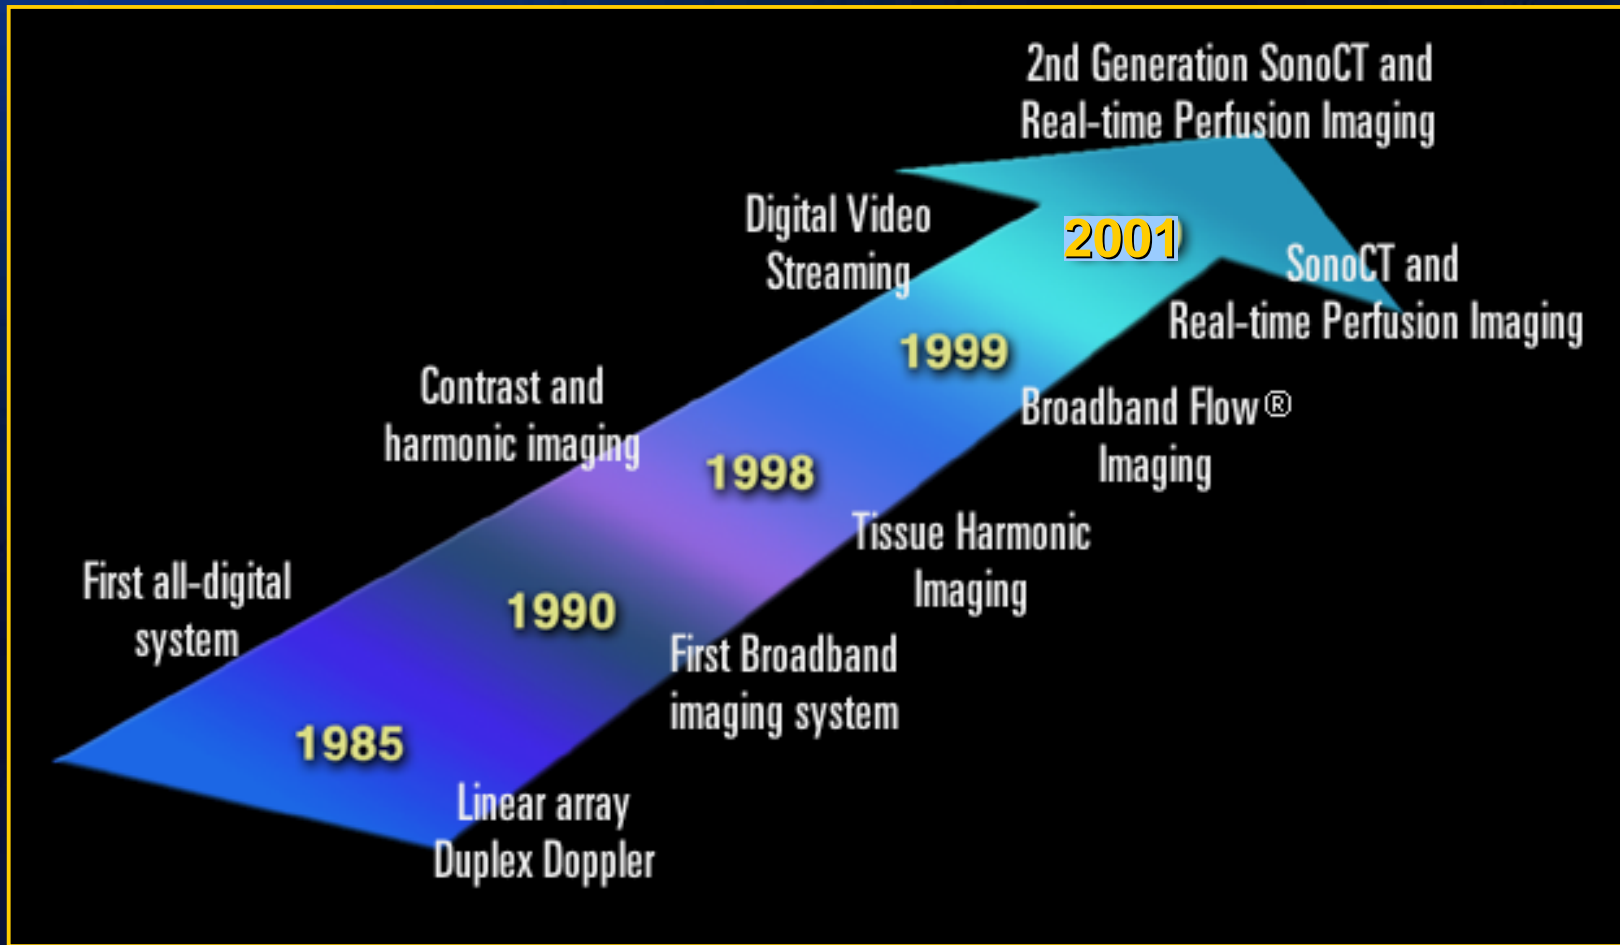 2nd Generation SonoCT and
Real-time Perfusion Imaging
Digital Video
Streaming
2001
SonoCT and
Real-time Perfusion Imaging
1999
Contrast and
harmonic imaging
Broadband Flow®
Imaging
1998
Tissue Harmonic
Imaging
First all-digital
system
1990
First Broadband
imaging system
1985
Linear array
Duplex Doppler